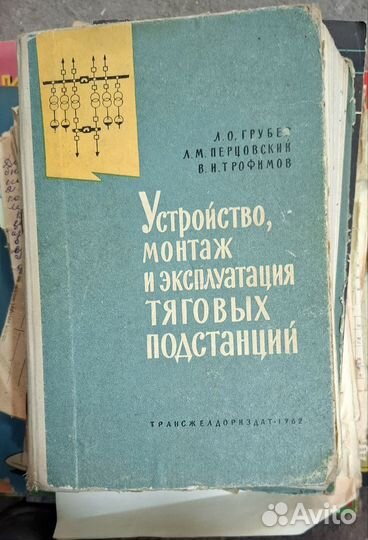 Л.О. ГРУБЕР
Л.М. ПЕРЦОВСКИЙ
В.Н. ТРОФИМОВ
Устройство,
монтаж
и эксплуатация
тяговых
подстанций
ТРАНСЖЕЛДОРИЗДАТ·1962
Avito